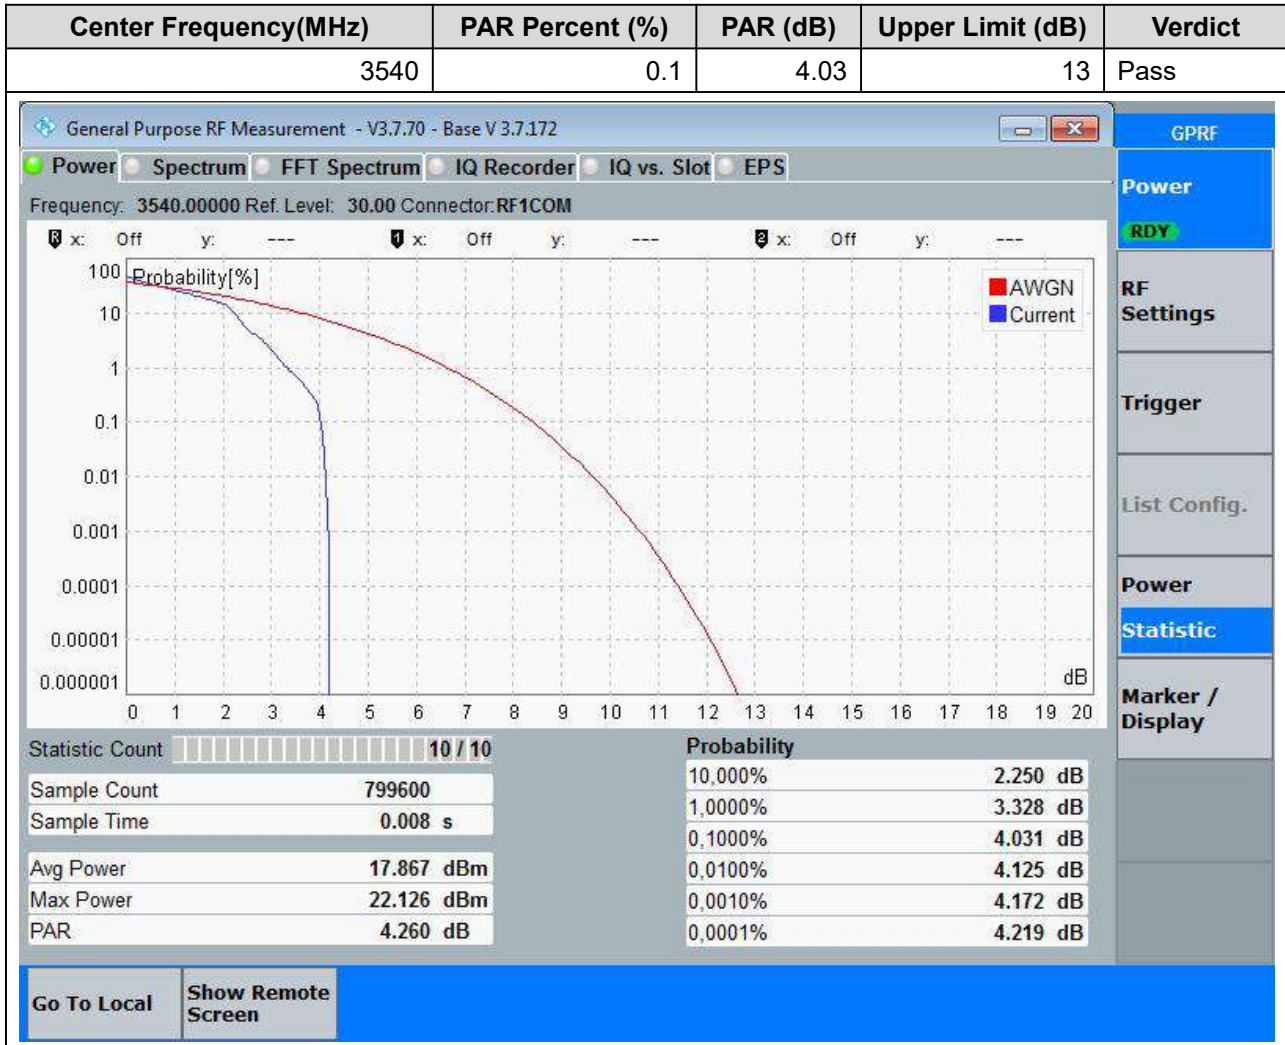 Center Frequency(MHz) PAR Percent (%) PAR (dB) Upper Limit (dB) Verdict
3540 0.1 4.03 13 Pass
General Purpose RF Measurement - V3.7.70 - Base V 3.7.172
GPRF
Power Spectrum FFT Spectrum IQ Recorder IQ vs. Slot EPS
Power
RDY
Frequency: 3540.00000 Ref. Level: 30.00 Connector:RF1COM
R x: Off y: --- 1 x: Off y: --- 2 x: Off y: ---
Probability[%]
100
10
1
0.1
0.01
0.001
0.0001
0.00001
0.000001
AWGN
Current
dB
0 1 2 3 4 5 6 7 8 9 10 11 12 13 14 15 16 17 18 19 20
RF
Settings
Trigger
List Config.
Power
Statistic
Marker /
Display
Statistic Count 10 / 10
Sample Count 799600
Sample Time 0.008 s
Avg Power 17.867 dBm
Max Power 22.126 dBm
PAR 4.260 dB
Probability
10,000% 2.250 dB
1,0000% 3.328 dB
0,1000% 4.031 dB
0,0100% 4.125 dB
0,0010% 4.172 dB
0,0001% 4.219 dB
Go To Local
Show Remote
Screen